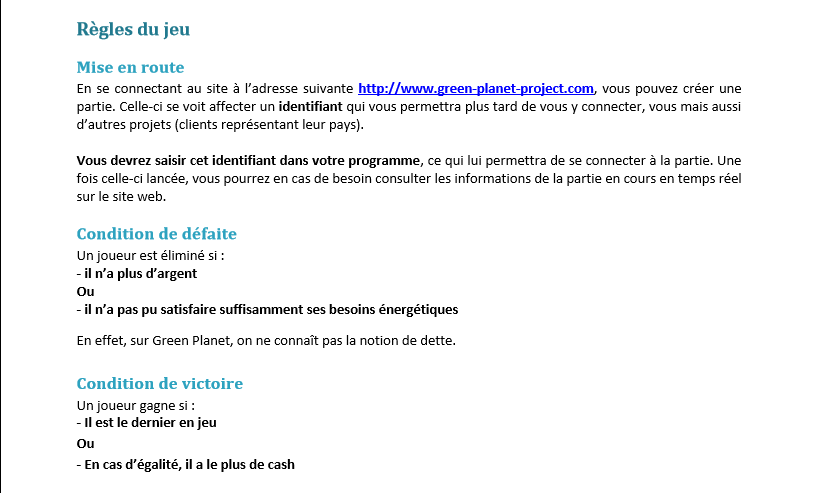 Règles du jeu
Mise en route
En se connectant au site à l’adresse suivante http://www.green-planet-project.com, vous pouvez créer une
partie. Celle-ci se voit affecter un identifiant qui vous permettra plus tard de vous y connecter, vous mais aussi
d’autres projets (clients représentant leur pays).
Vous devrez saisir cet identifiant dans votre programme, ce qui lui permettra de se connecter à la partie. Une
fois celle-ci lancée, vous pourrez en cas de besoin consulter les informations de la partie en cours en temps réel
sur le site web.
Condition de défaite
Un joueur est éliminé si :
- il n’a plus d’argent
Ou
- il n’a pas pu satisfaire suffisamment ses besoins énergétiques
En effet, sur Green Planet, on ne connaît pas la notion de dette.
Condition de victoire
Un joueur gagne si :
- Il est le dernier en jeu
Ou
- En cas d’égalité, il a le plus de cash